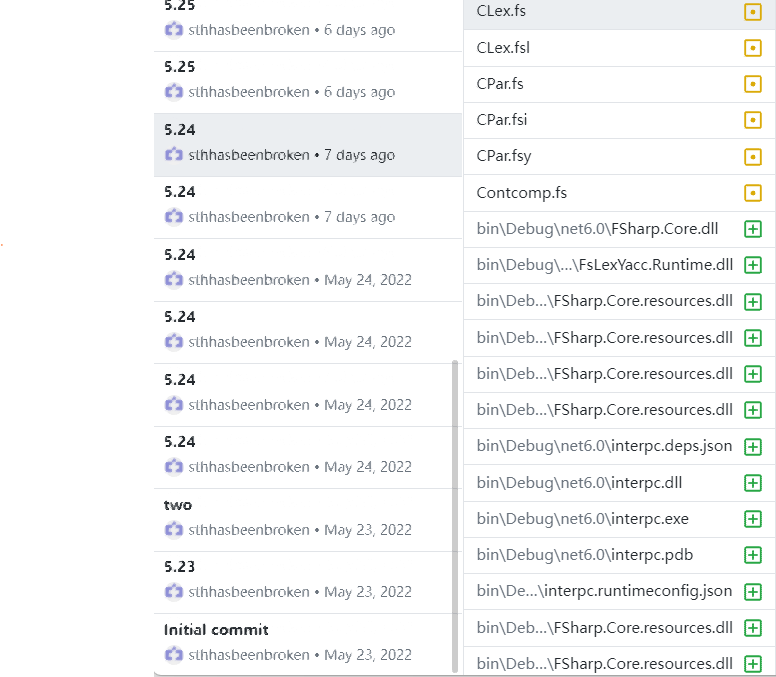 5.25
sthhasbeenbroken • 6 days ago
5.25
sthhasbeenbroken • 6 days ago
5.24
sthhasbeenbroken • 7 days ago
5.24
sthhasbeenbroken • 7 days ago
5.24
sthhasbeenbroken • May 24, 2022
5.24
sthhasbeenbroken • May 24, 2022
5.24
sthhasbeenbroken • May 24, 2022
5.24
sthhasbeenbroken • May 24, 2022
two
sthhasbeenbroken • May 23, 2022
5.23
sthhasbeenbroken • May 23, 2022
Initial commit
sthhasbeenbroken • May 23, 2022
CLex.fs
CLex.fsl
CPar.fs
CPar.fsi
CPar.fsy
Contcomp.fs
bin\Debug\net6.0\FSharp.Core.dll
bin\Debug\...\FsLexYacc.Runtime.dll
bin\Deb...\FSharp.Core.resources.dll
bin\Deb...\FSharp.Core.resources.dll
bin\Deb...\FSharp.Core.resources.dll
bin\Deb...\FSharp.Core.resources.dll
bin\Debug\net6.0\interpc.deps.json
bin\Debug\net6.0\interpc.dll
bin\Debug\net6.0\interpc.exe
bin\Debug\net6.0\interpc.pdb
bin\De...\interpc.runtimeconfig.json
bin\Deb...\FSharp.Core.resources.dll
bin\Deb...\FSharp.Core.resources.dll